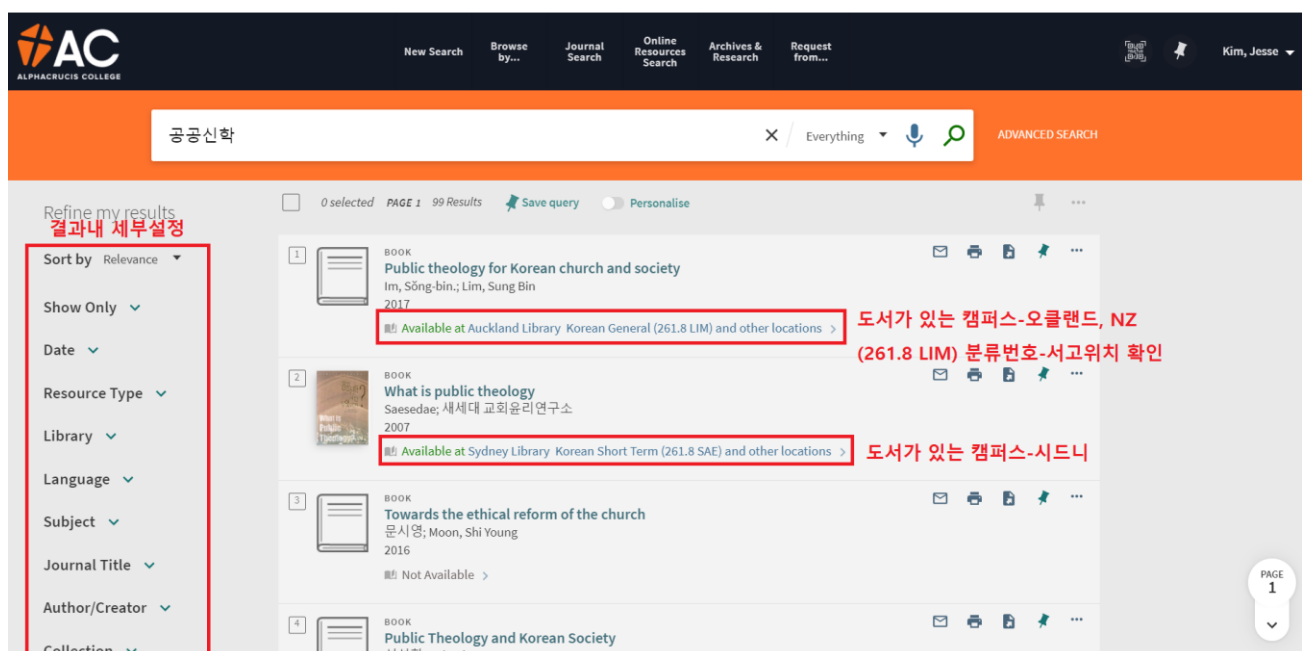 AC
ALPHACRUCIS COLLEGE
New Search
Browse
by...
Journal
Search
Online
Resources
Search
Archives &
Research
Request
from...
Kim, Jesse
공공신학
Everything
ADVANCED SEARCH
Refine my results
결과내 세부설정
Sort by Relevance
Show Only
Date
Resource Type
Library
Language
Subject
Journal Title
Author/Creator
Collection
0 selected PAGE 1 99 Results Save query Personalise
1
BOOK
Public theology for Korean church and society
Im, Sŏng-bin.; Lim, Sung Bin
2017
Available at Auckland Library Korean General (261.8 LIM) and other locations
도서가 있는 캠퍼스-오클랜드, NZ
(261.8 LIM) 분류번호-서고위치 확인
2
BOOK
What is public theology
Saesedae; 새세대 교회윤리연구소
2007
Available at Sydney Library Korean Short Term (261.8 SAE) and other locations
도서가 있는 캠퍼스-시드니
3
BOOK
Towards the ethical reform of the church
문시영; Moon, Shi Young
2016
Not Available
4
BOOK
Public Theology and Korean Society
PAGE
1